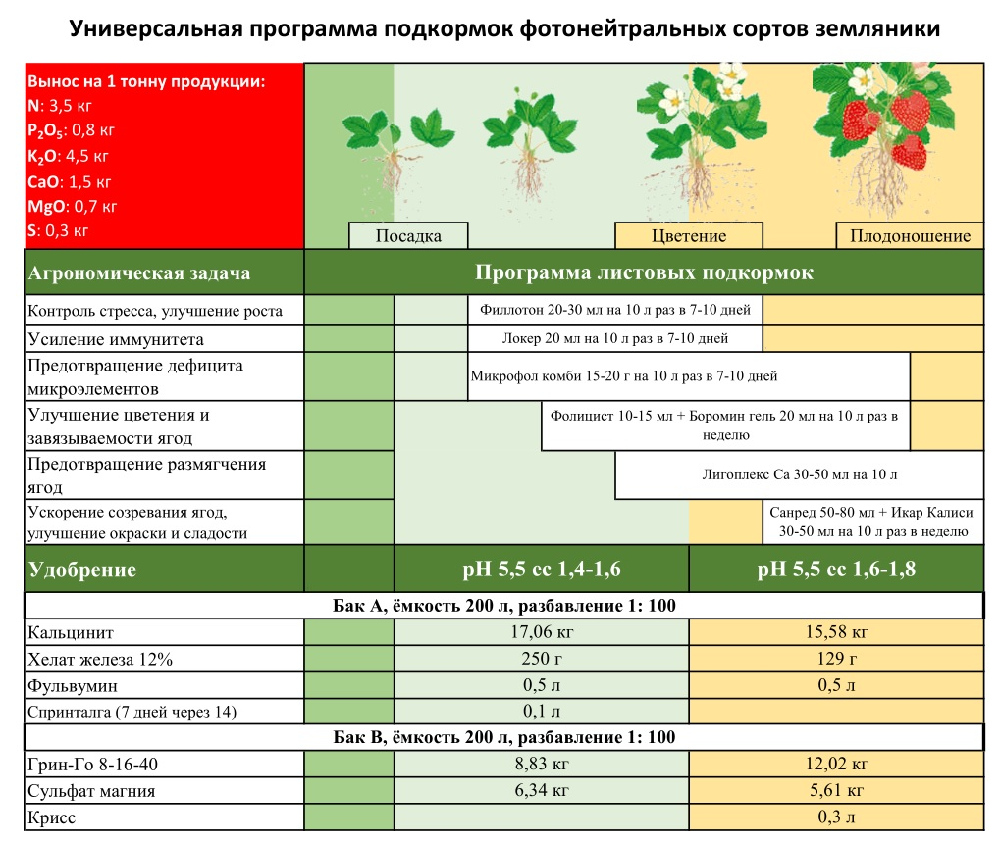 Универсальная программа подкормок фотонейтральных сортов земляники
Вынос на 1 тонну продукции:
N: 3,5 кг
P₂O₅: 0,8 кг
K₂O: 4,5 кг
CaO: 1,5 кг
MgO: 0,7 кг
S: 0,3 кг
Посадка
Цветение
Плодоношение
Агрономическая задача
Программа листовых подкормок
Контроль стресса, улучшение роста
Филлотон 20-30 мл на 10 л раз в 7-10 дней
Усиление иммунитета
Локер 20 мл на 10 л раз в 7-10 дней
Предотвращение дефицита
микроэлементов
Микрофол комби 15-20 г на 10 л раз в 7-10 дней
Улучшение цветения и
завязываемости ягод
Фолицист 10-15 мл + Боромин гель 20 мл на 10 л раз в
неделю
Предотвращение размягчения
ягод
Лигоплекс Са 30-50 мл на 10 л
Ускорение созревания ягод,
улучшение окраски и сладости
Санред 50-80 мл + Икар Калиси
30-50 мл на 10 л раз в неделю
Удобрение
рН 5,5 ес 1,4-1,6
рН 5,5 ес 1,6-1,8
Бак А, ёмкость 200 л, разбавление 1: 100
Кальцинит
17,06 кг
15,58 кг
Хелат железа 12%
250 г
129 г
Фульвумин
0,5 л
0,5 л
Спринталга (7 дней через 14)
0,1 л
Бак В, ёмкость 200 л, разбавление 1: 100
Грин-Го 8-16-40
8,83 кг
12,02 кг
Сульфат магния
6,34 кг
5,61 кг
Крисс
0,3 л